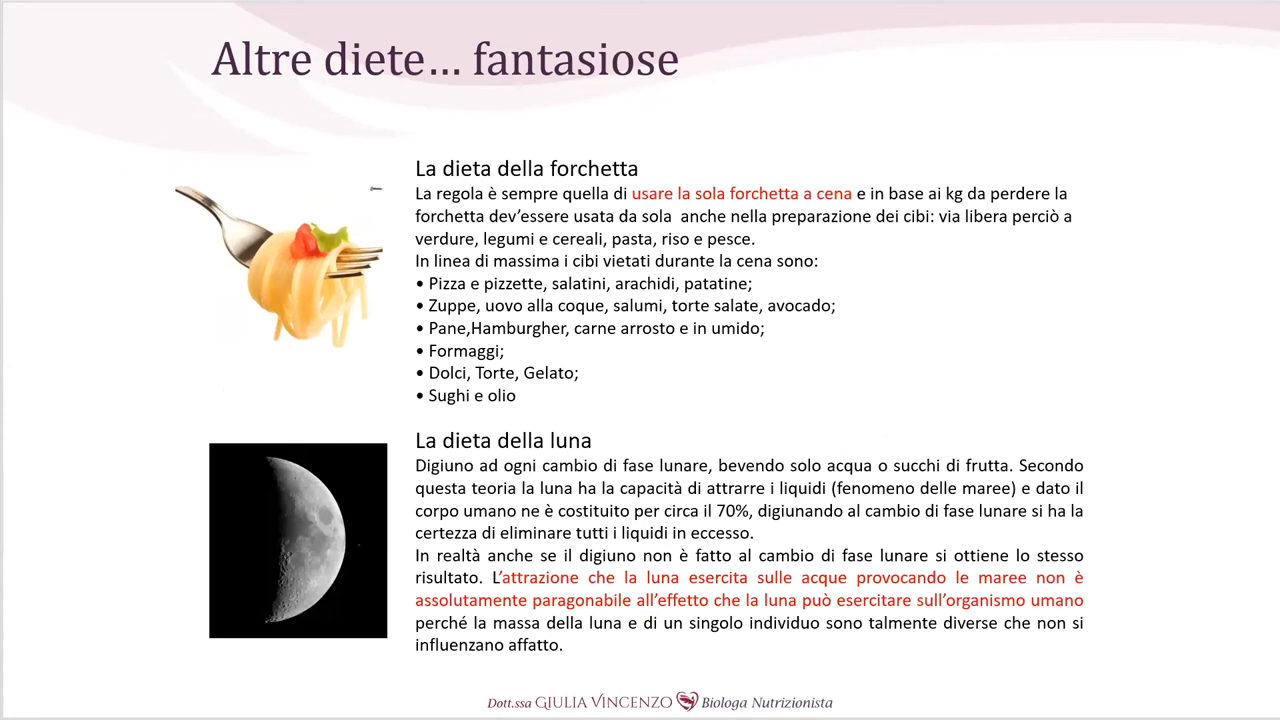 Altre diete… fantasiose
La dieta della forchetta
La regola è sempre quella di usare la sola forchetta a cena e in base ai kg da perdere la
forchetta dev’essere usata da sola  anche nella preparazione dei cibi: via libera perciò a
verdure, legumi e cereali, pasta, riso e pesce.
In linea di massima i cibi vietati durante la cena sono:
• Pizza e pizzette, salatini, arachidi, patatine;
• Zuppe, uovo alla coque, salumi, torte salate, avocado;
• Pane,Hamburgher, carne arrosto e in umido;
• Formaggi;
• Dolci, Torte, Gelato;
• Sughi e olio
La dieta della luna
Digiuno ad ogni cambio di fase lunare, bevendo solo acqua o succhi di frutta. Secondo
questa teoria la luna ha la capacità di attrarre i liquidi (fenomeno delle maree) e dato il
corpo umano ne è costituito per circa il 70%, digiunando al cambio di fase lunare si ha la
certezza di eliminare tutti i liquidi in eccesso.
In realtà anche se il digiuno non è fatto al cambio di fase lunare si ottiene lo stesso
risultato. L’attrazione che la luna esercita sulle acque provocando le maree non è
assolutamente paragonabile all’effetto che la luna può esercitare sull’organismo umano
perché la massa della luna e di un singolo individuo sono talmente diverse che non si
influenzano affatto.
Dott.ssa GIULIA VINCENZO Biologa Nutrizionista